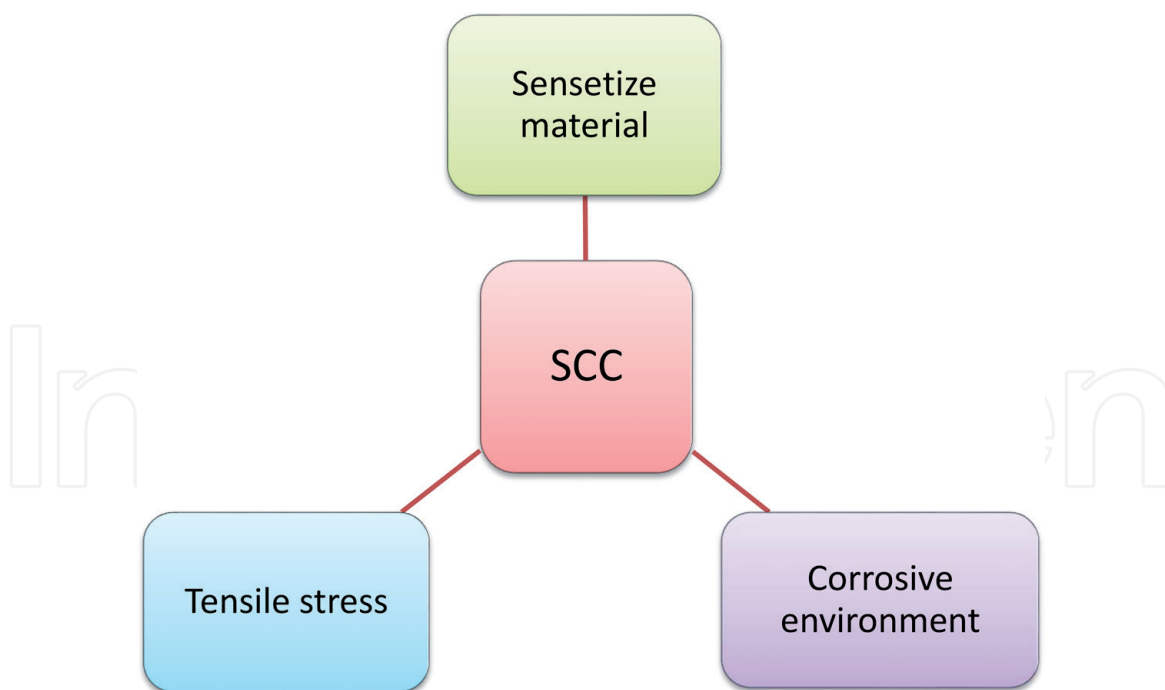 Sensetize
material
SCC
Tensile stress
Corrosive
environment